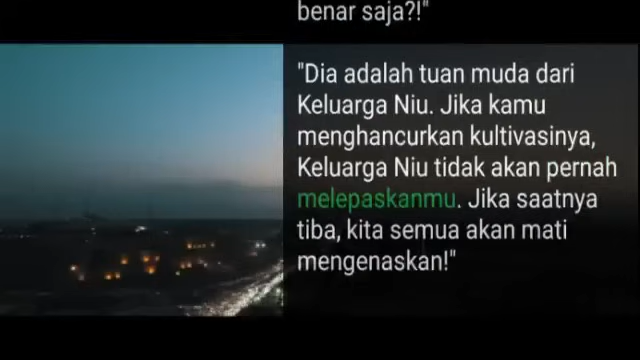 benar saja?!"
"Dia adalah tuan muda dari
Keluarga Niu. Jika kamu
menghancurkan kultivasinya,
Keluarga Niu tidak akan pernah
melepaskanmu. Jika saatnya
tiba, kita semua akan mati
mengenaskan!"